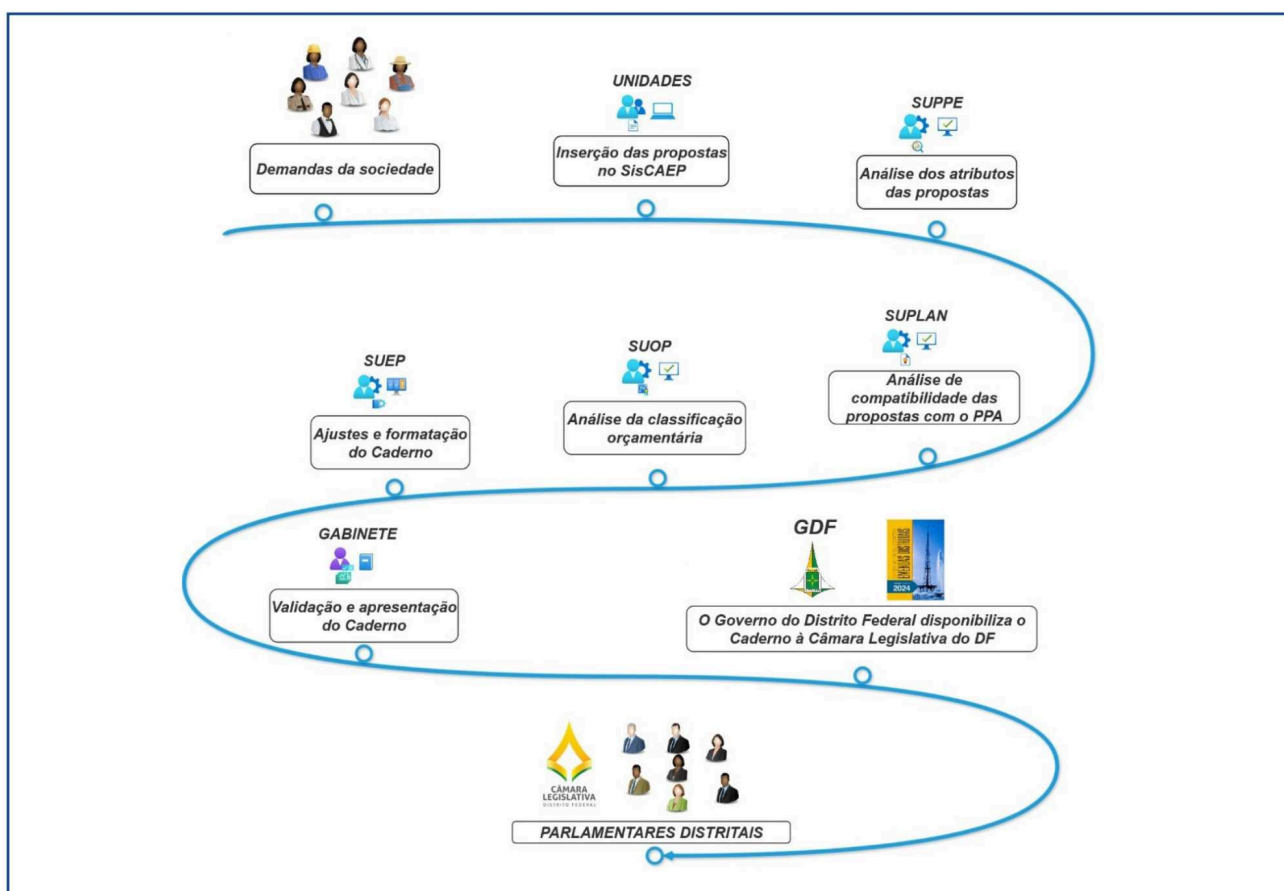 Demandas da sociedade
UNIDADES
Inserção das propostas
no SisCAEP
SUPPE
Análise dos atributos
das propostas
SUPLAN
Análise de
compatibilidade das
propostas com o PPA
SUOP
Análise da classificação
orçamentária
SUEP
Ajustes e formatação
do Caderno
GABINETE
Validação e apresentação
do Caderno
GDF
EMENDAS DISTRITAIS
2024
O Governo do Distrito Federal disponibiliza o
Caderno à Câmara Legislativa do DF
CÂMARA
LEGISLATIVA
DISTRITO FEDERAL
PARLAMENTARES DISTRITAIS